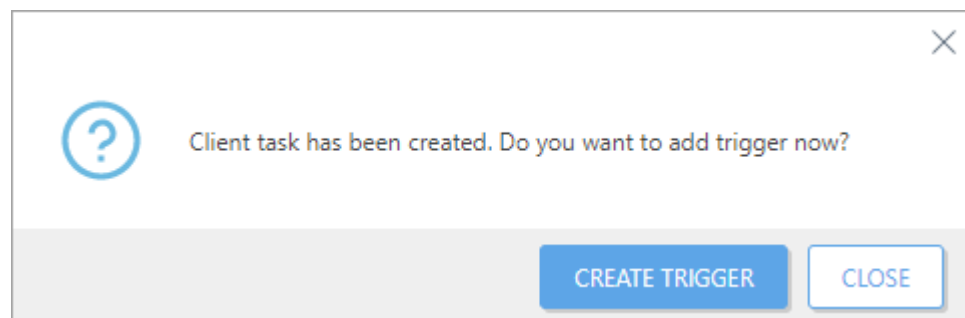 Client task has been created. Do you want to add trigger now?
CREATE TRIGGER
CLOSE